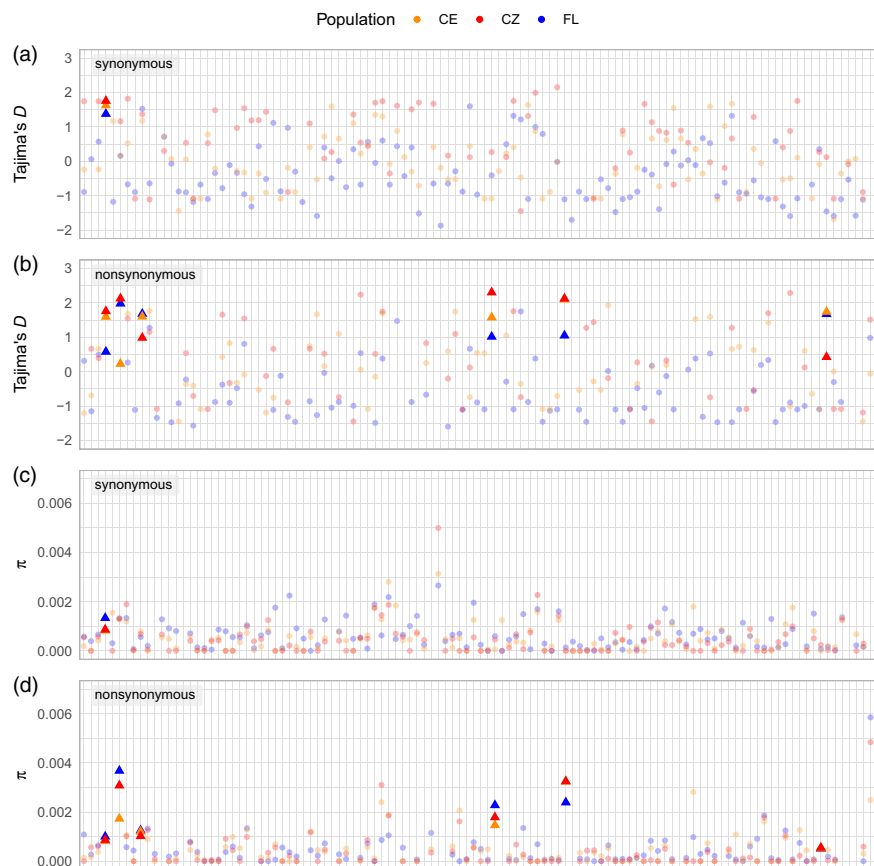 Population CE CZ FL
(a)
synonymous
Tajima's D
3
2
1
0
−1
−2
(b)
nonsynonymous
Tajima's D
3
2
1
0
−1
−2
(c)
synonymous
π
0.006
0.004
0.002
0.000
(d)
nonsynonymous
π
0.006
0.004
0.002
0.000